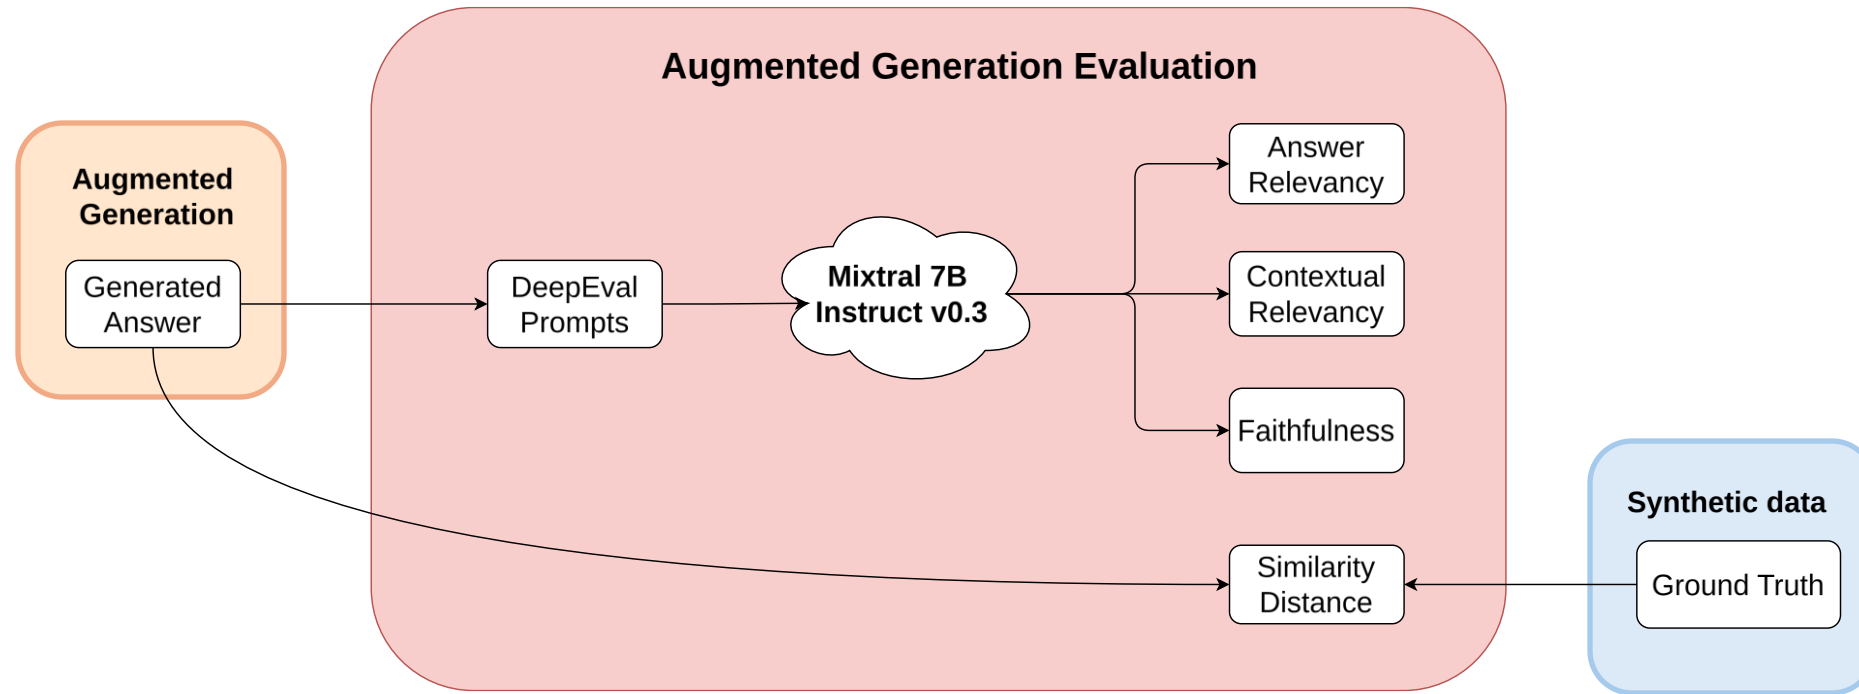 Augmented Generation Evaluation
Augmented
Generation
Generated
Answer
DeepEval
Prompts
Mixtral 7B
Instruct v0.3
Answer
Relevancy
Contextual
Relevancy
Faithfulness
Similarity
Distance
Synthetic data
Ground Truth